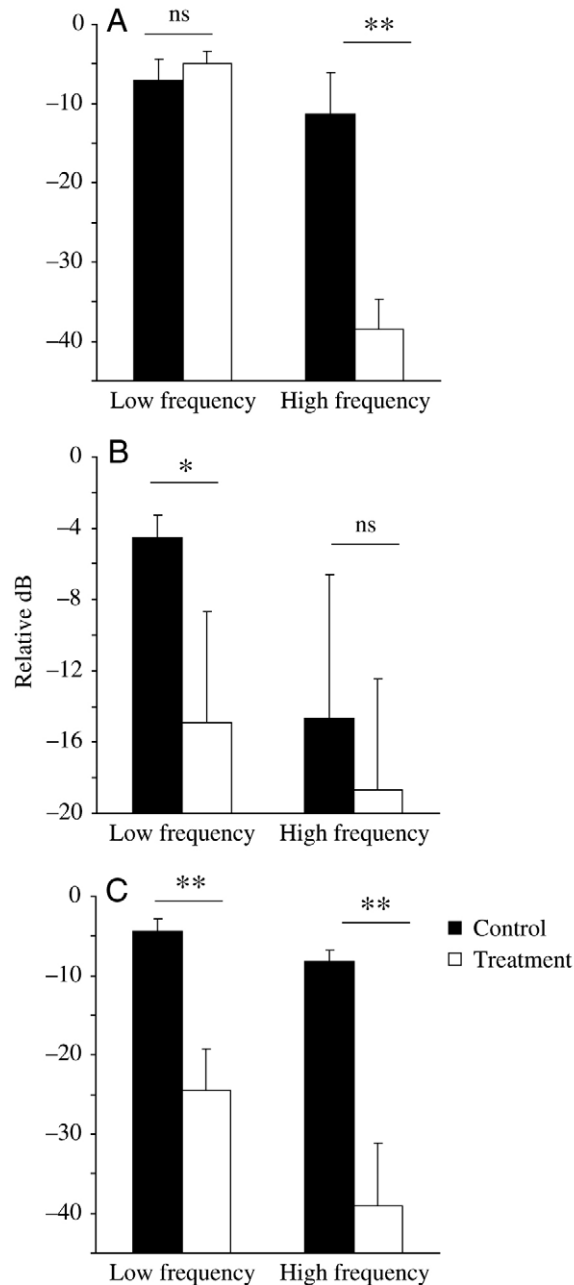 A
ns
**
0
−10
−20
−30
−40
Low frequency High frequency
B
*
ns
0
−4
−8
−12
−16
−20
Relative dB
Low frequency High frequency
C
**
**
0
−10
−20
−30
−40
Control
Treatment
Low frequency High frequency